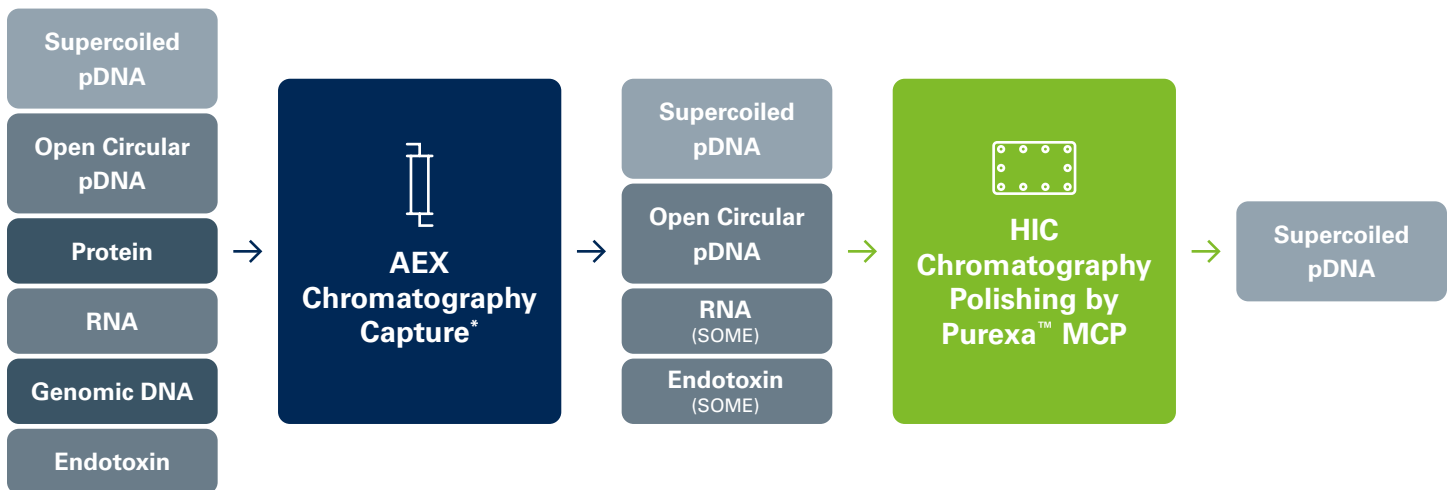 Supercoiled
pDNA
Open Circular
pDNA
Protein
RNA
Genomic DNA
Endotoxin
AEX
Chromatography
Capture*
Supercoiled
pDNA
Open Circular
pDNA
RNA
(SOME)
Endotoxin
(SOME)
HIC
Chromatography
Polishing by
Purexa™ MCP
Supercoiled
pDNA